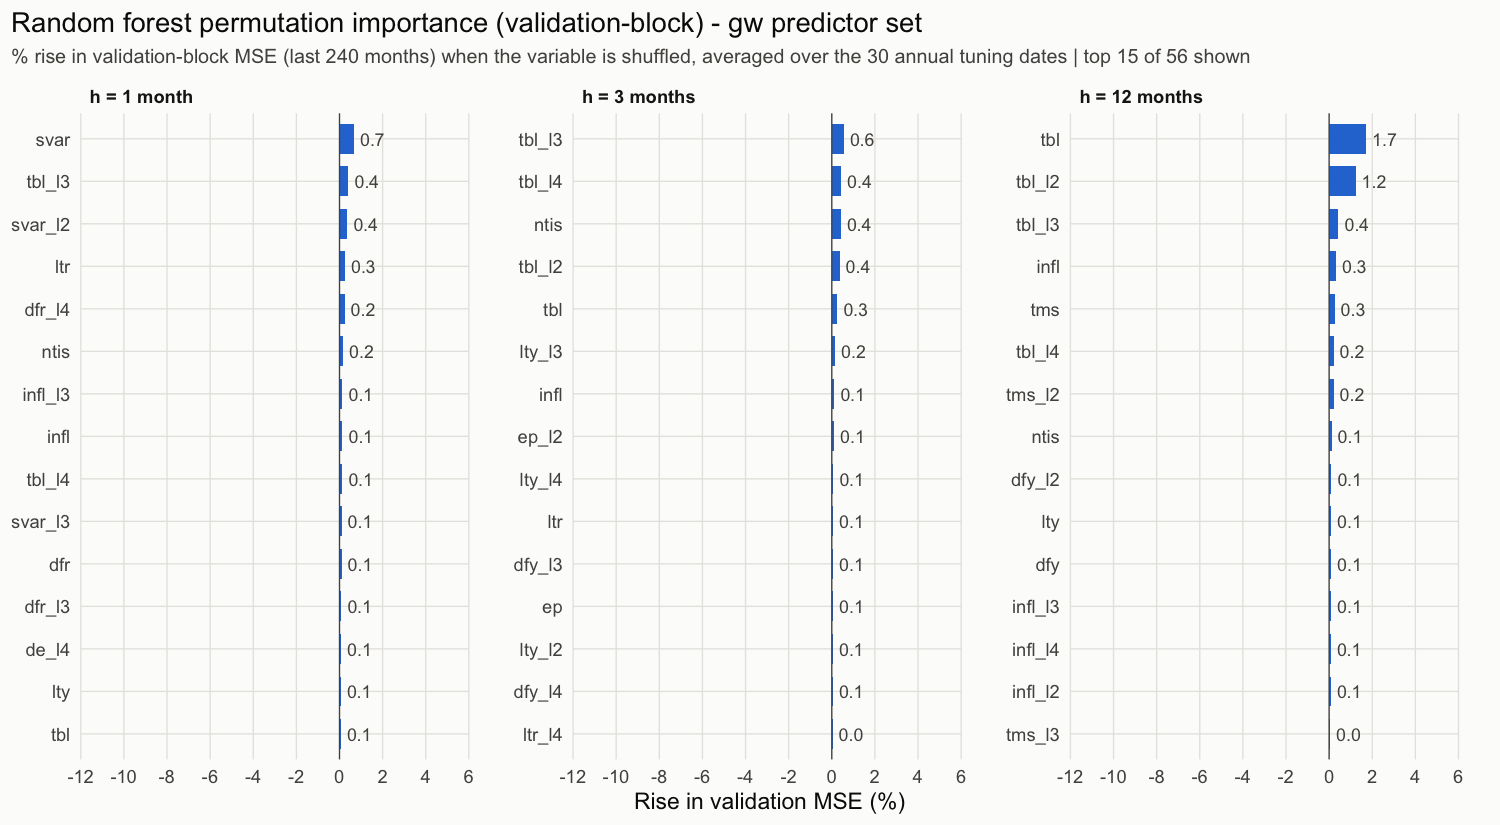 Random forest permutation importance (validation-block) - gw predictor set
% rise in validation-block MSE (last 240 months) when the variable is shuffled, averaged over the 30 annual tuning dates | top 15 of 56 shown
h = 1 month
svar 0.7
tbl_l3 0.4
svar_l2 0.4
ltr 0.3
dfr_l4 0.2
ntis 0.2
infl_l3 0.1
infl 0.1
tbl_l4 0.1
svar_l3 0.1
dfr 0.1
dfr_l3 0.1
de_l4 0.1
lty 0.1
tbl 0.1
-12 -10 -8 -6 -4 -2 0 2 4 6
h = 3 months
tbl_l3 0.6
tbl_l4 0.4
ntis 0.4
tbl_l2 0.4
tbl 0.3
lty_l3 0.2
infl 0.1
ep_l2 0.1
lty_l4 0.1
ltr 0.1
dfy_l3 0.1
ep 0.1
lty_l2 0.1
dfy_l4 0.1
ltr_l4 0.0
-12 -10 -8 -6 -4 -2 0 2 4 6
h = 12 months
tbl 1.7
tbl_l2 1.2
tbl_l3 0.4
infl 0.3
tms 0.3
tbl_l4 0.2
tms_l2 0.2
ntis 0.1
dfy_l2 0.1
lty 0.1
dfy 0.1
infl_l3 0.1
infl_l4 0.1
infl_l2 0.1
tms_l3 0.0
-12 -10 -8 -6 -4 -2 0 2 4 6
Rise in validation MSE (%)